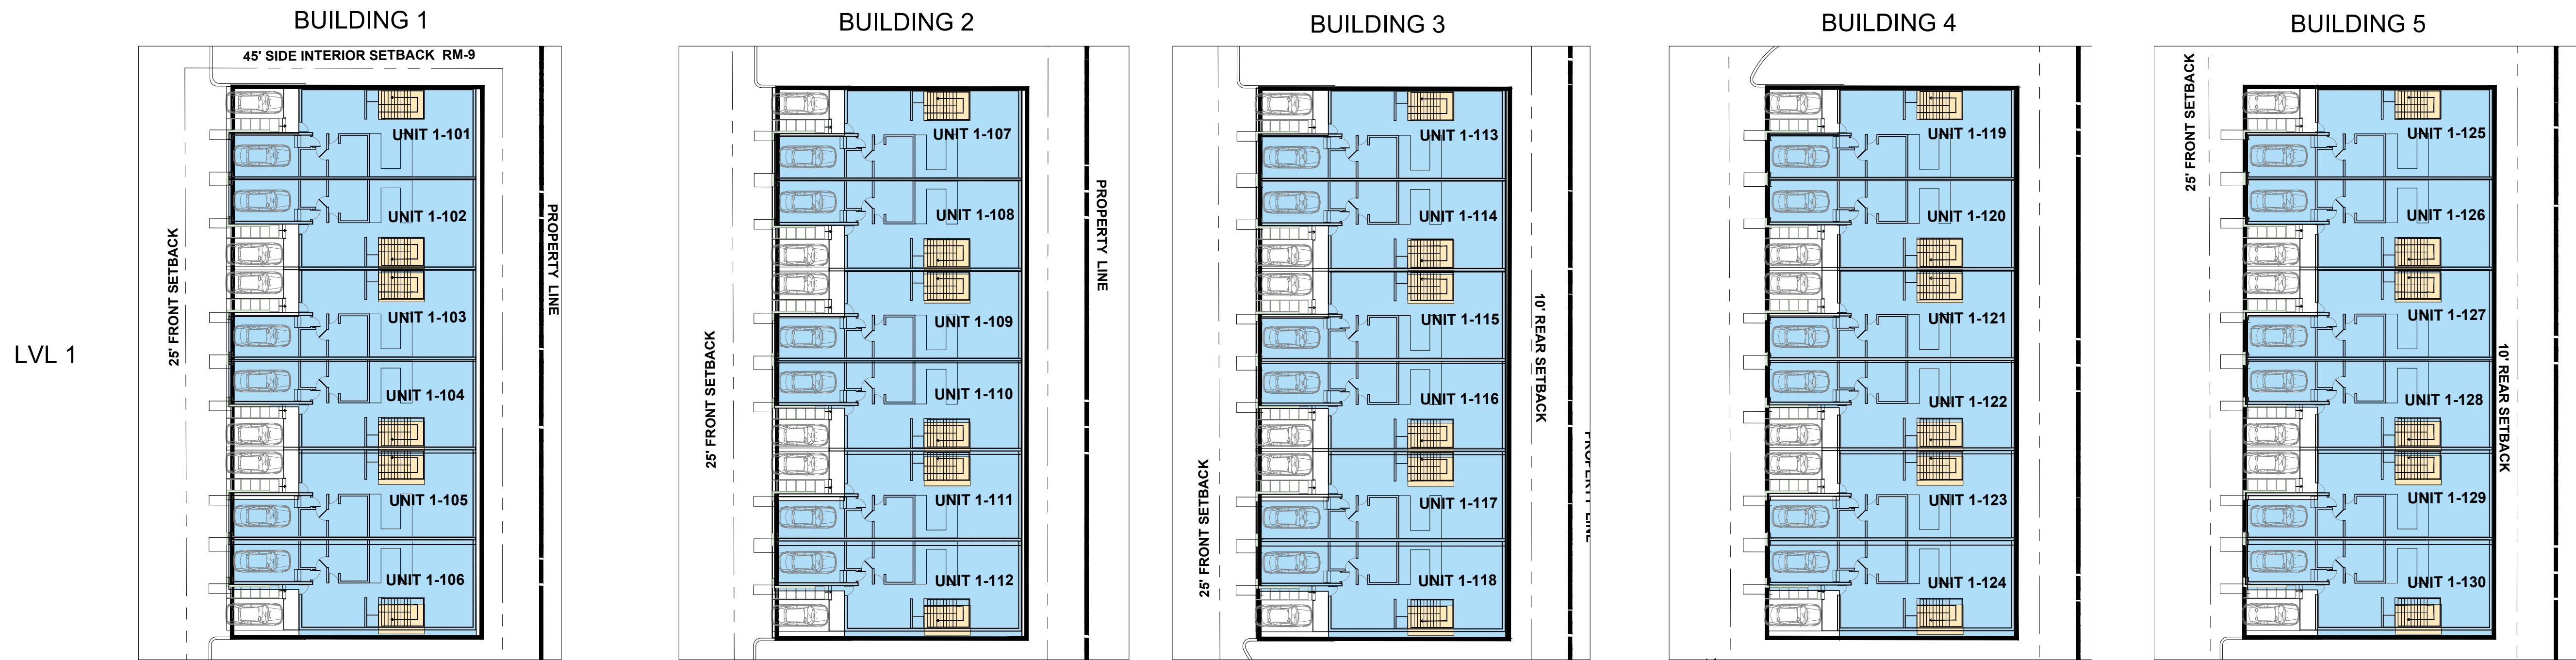 BUILDING 1
BUILDING 2
BUILDING 3
BUILDING 4
BUILDING 5
LVL 1
45' SIDE INTERIOR SETBACK RM-9
25' FRONT SETBACK
UNIT 1-101
UNIT 1-102
UNIT 1-103
UNIT 1-104
UNIT 1-105
UNIT 1-106
PROPERTY LINE
25' FRONT SETBACK
UNIT 1-107
UNIT 1-108
UNIT 1-109
UNIT 1-110
UNIT 1-111
UNIT 1-112
PROPERTY LINE
25' FRONT SETBACK
UNIT 1-113
UNIT 1-114
UNIT 1-115
UNIT 1-116
UNIT 1-117
UNIT 1-118
10' REAR SETBACK
PROPERTY LINE
UNIT 1-119
UNIT 1-120
UNIT 1-121
UNIT 1-122
UNIT 1-123
UNIT 1-124
25' FRONT SETBACK
UNIT 1-125
UNIT 1-126
UNIT 1-127
UNIT 1-128
UNIT 1-129
UNIT 1-130
10' REAR SETBACK